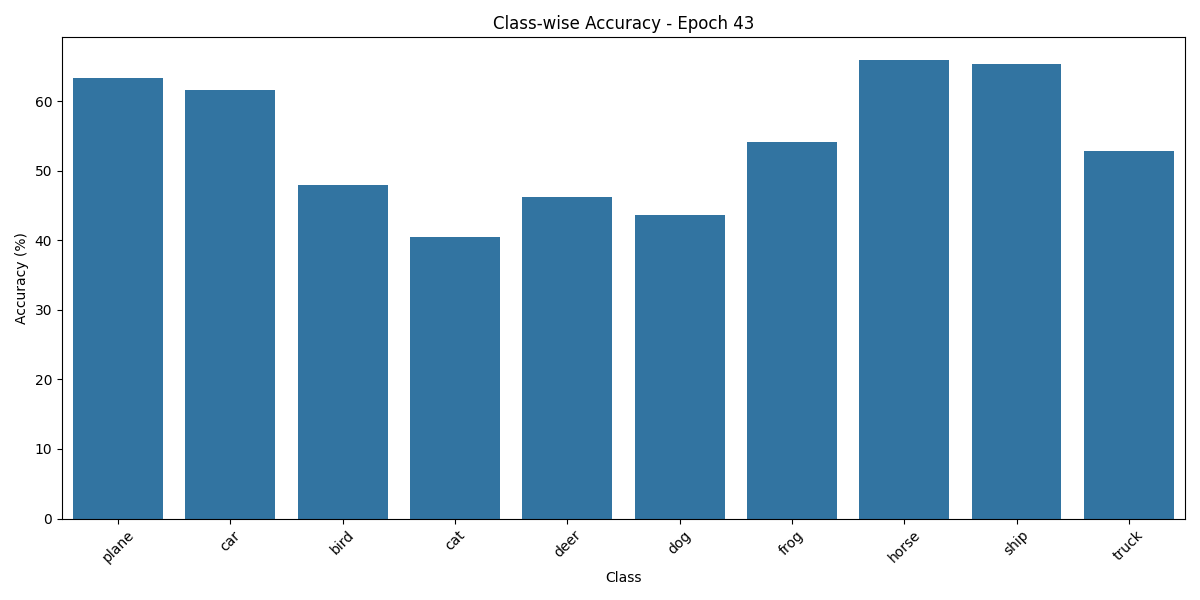 Class-wise Accuracy - Epoch 43
Accuracy (%)
60
50
40
30
20
10
0
plane
car
bird
cat
deer
dog
frog
horse
ship
truck
Class